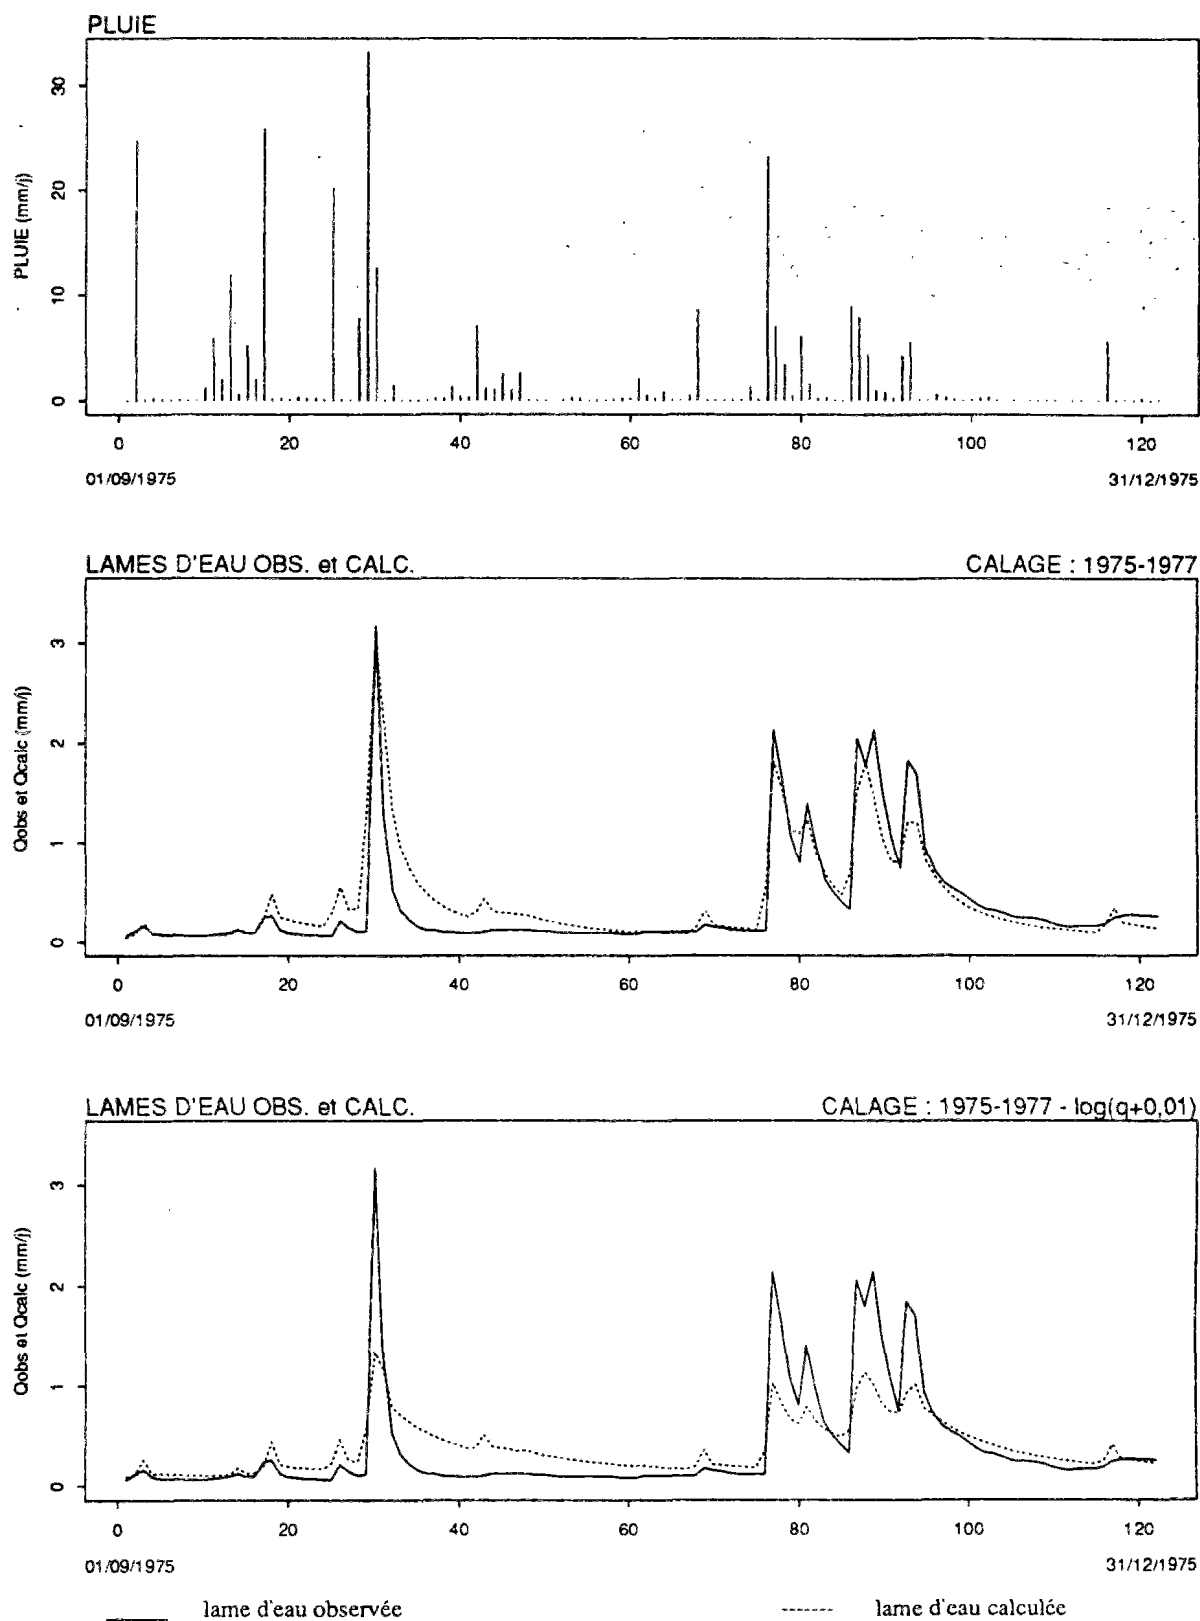 PLUIE
PLUIE (mm/j)
30
20
10
0
0 20 40 60 80 100 120
01/09/1975 31/12/1975
LAMES D'EAU OBS. et CALC. CALAGE : 1975-1977
Qobs et Qcalc (mm/j)
3
2
1
0
0 20 40 60 80 100 120
01/09/1975 31/12/1975
LAMES D'EAU OBS. et CALC. CALAGE : 1975-1977 - log(q+0,01)
Qobs et Qcalc (mm/j)
3
2
1
0
0 20 40 60 80 100 120
01/09/1975 31/12/1975
lame d'eau observée lame d'eau calculée